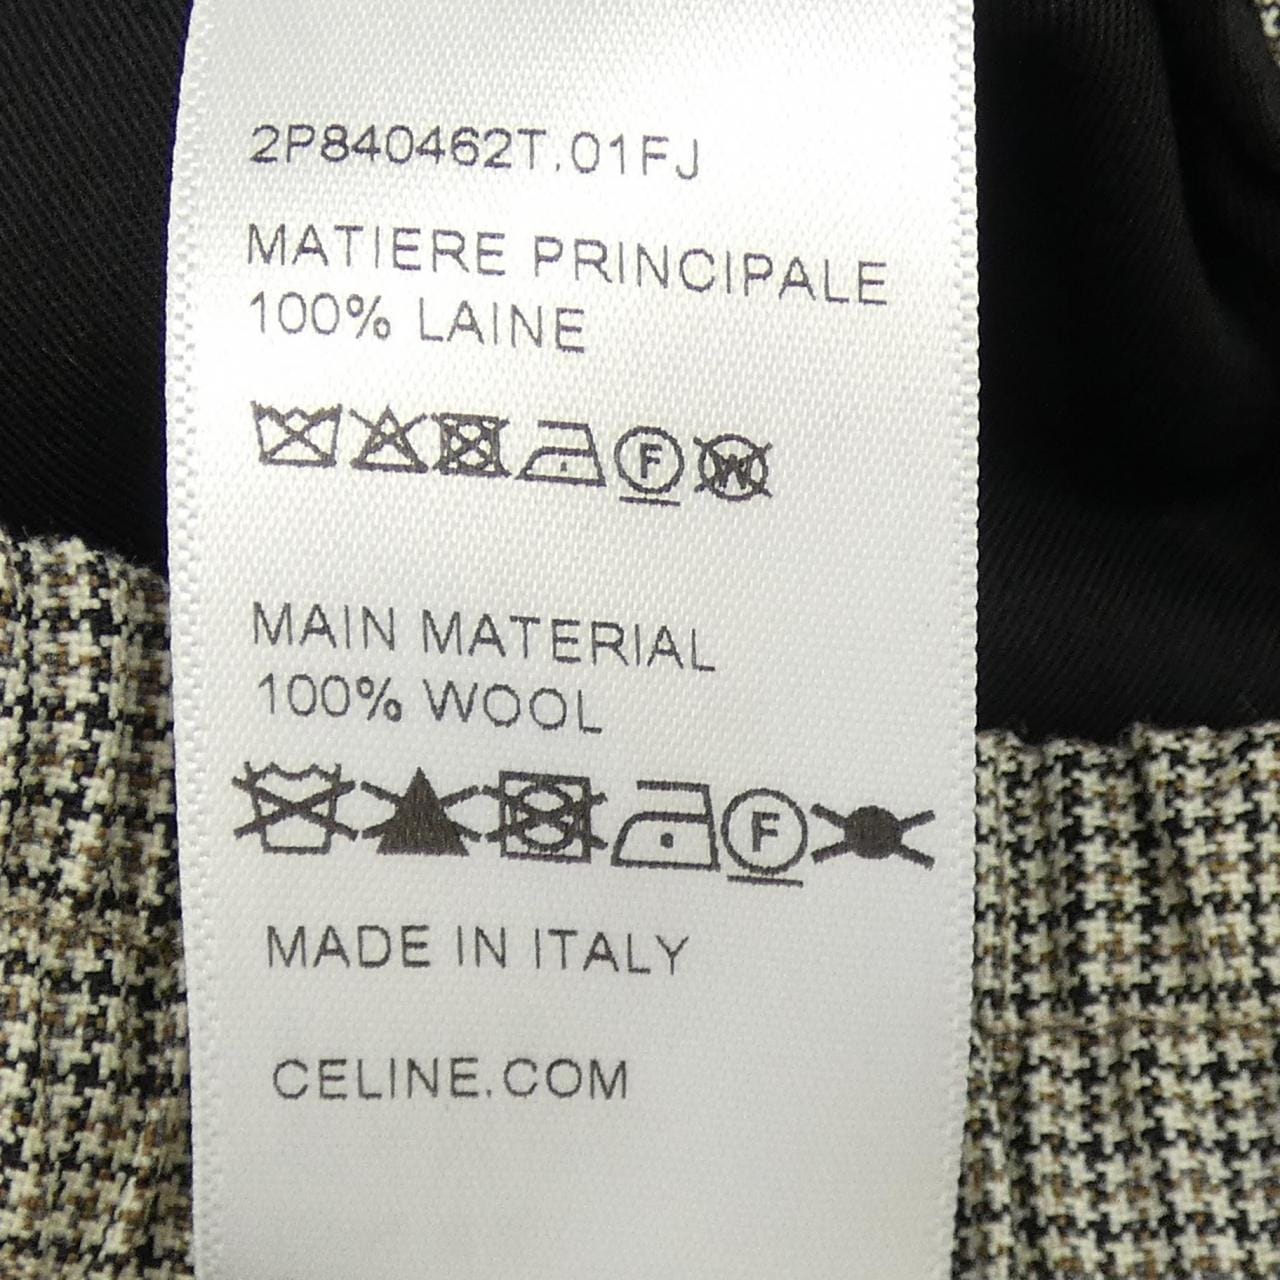 2P840462T.01FJ
MATIERE PRINCIPALE
100% LAINE
F W
MAIN MATERIAL
100% WOOL
F
MADE IN ITALY
CELINE.COM